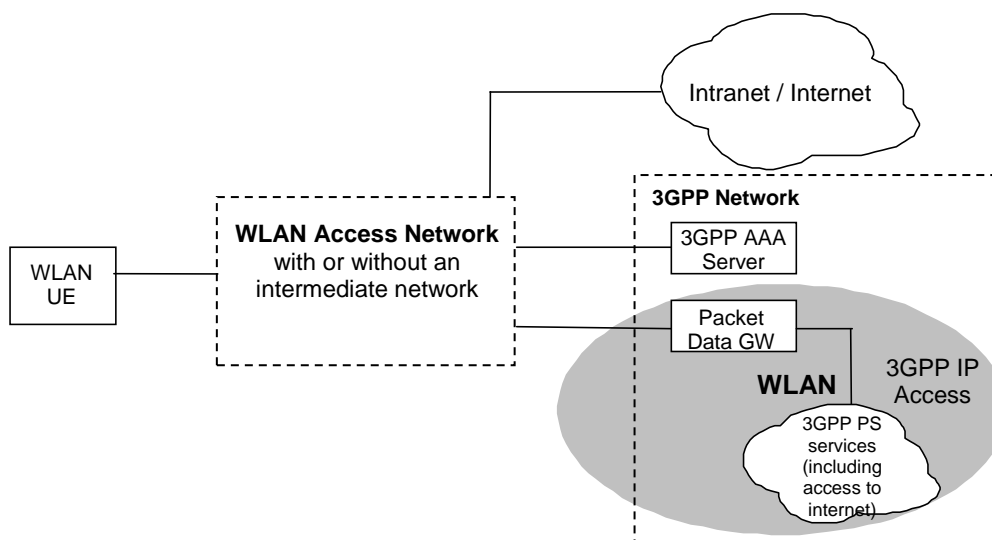 Intranet / Internet
3GPP Network
WLAN Access Network
with or without an
intermediate network
3GPP AAA
Server
WLAN
UE
Packet
Data GW
WLAN
3GPP IP
Access
3GPP PS
services
(including
access to
internet)